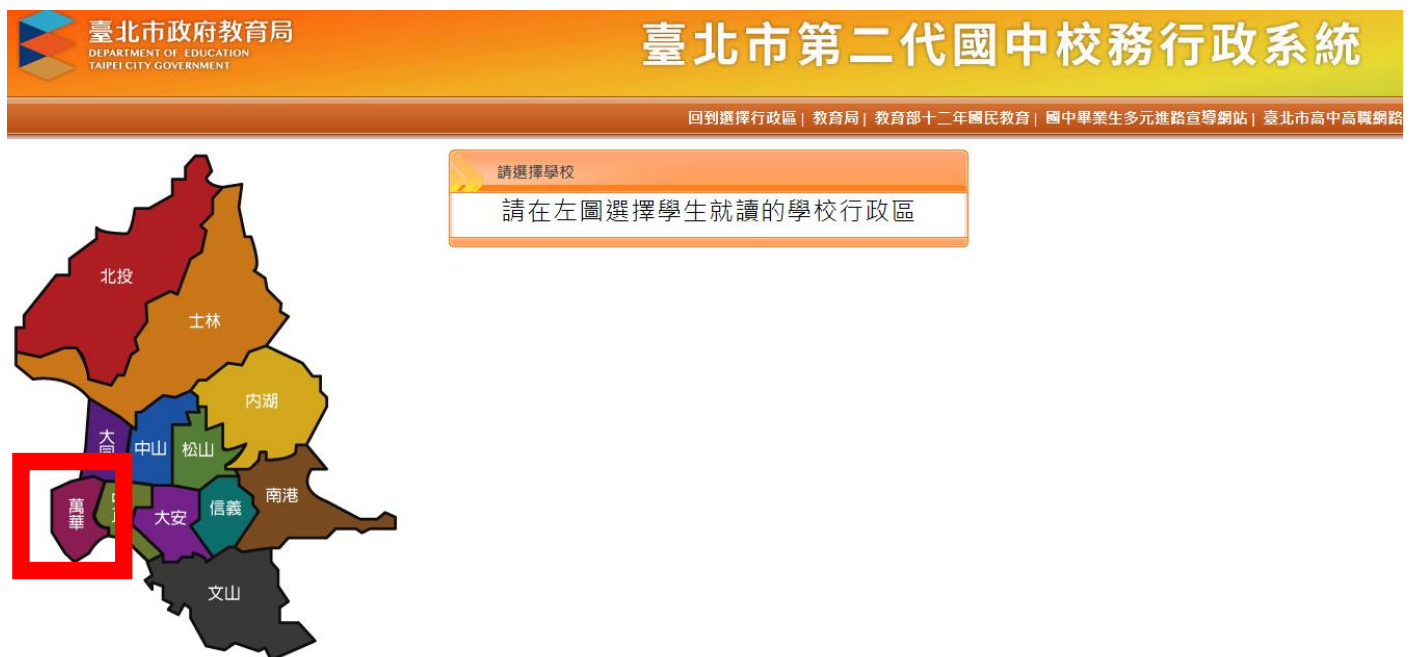 臺北市政府教育局
DEPARTMENT OF EDUCATION
TAIPEI CITY GOVERNMENT
臺北市第二代國中校務行政系統
回到選擇行政區| 教育局| 教育部十二年國民教育| 國中畢業生多元進路宣導網站| 臺北市高中高職網路
請選擇學校
請在左圖選擇學生就讀的學校行政區
北投
士林
內湖
大
中山
松山
萬華
大安
信義
南港
文山